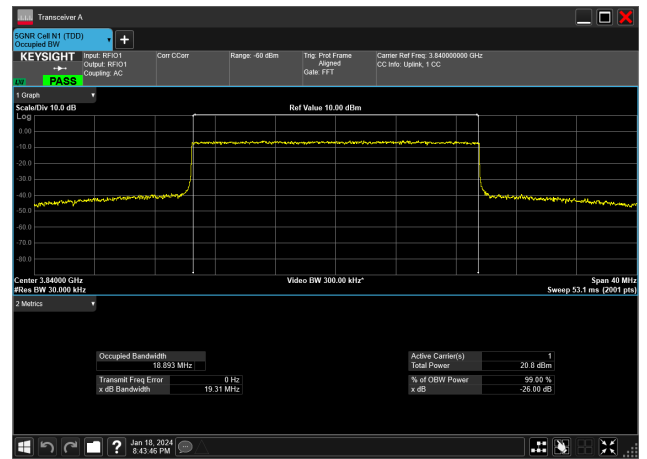 Transceiver A
5GNR Cell N1 (TDD)
Occupied BW
KEYSIGHT
LW PASS
Input: RFIO1
Output: RFIO1
Coupling: AC
Corr CCorr
Range: -60 dBm
Trig: Prot Frame
Aligned
Gate: FFT
Carrier Ref Freq: 3.840000000 GHz
CC Info: Uplink, 1 CC
1 Graph
Scale/Div 10.0 dB
Ref Value 10.00 dBm
Log
0.00
-10.0
-20.0
-30.0
-40.0
-50.0
-60.0
-70.0
-80.0
Center 3.84000 GHz
Video BW 300.00 kHz*
Span 40 MHz
#Res BW 30.000 kHz
Sweep 53.1 ms (2001 pts)
2 Metrics
Occupied Bandwidth
18.893 MHz
Transmit Freq Error 0 Hz
x dB Bandwidth 19.31 MHz
Active Carrier(s) 1
Total Power 20.8 dBm
% of OBW Power 99.00 %
x dB -26.00 dB
Jan 18, 2024
8:43:46 PM